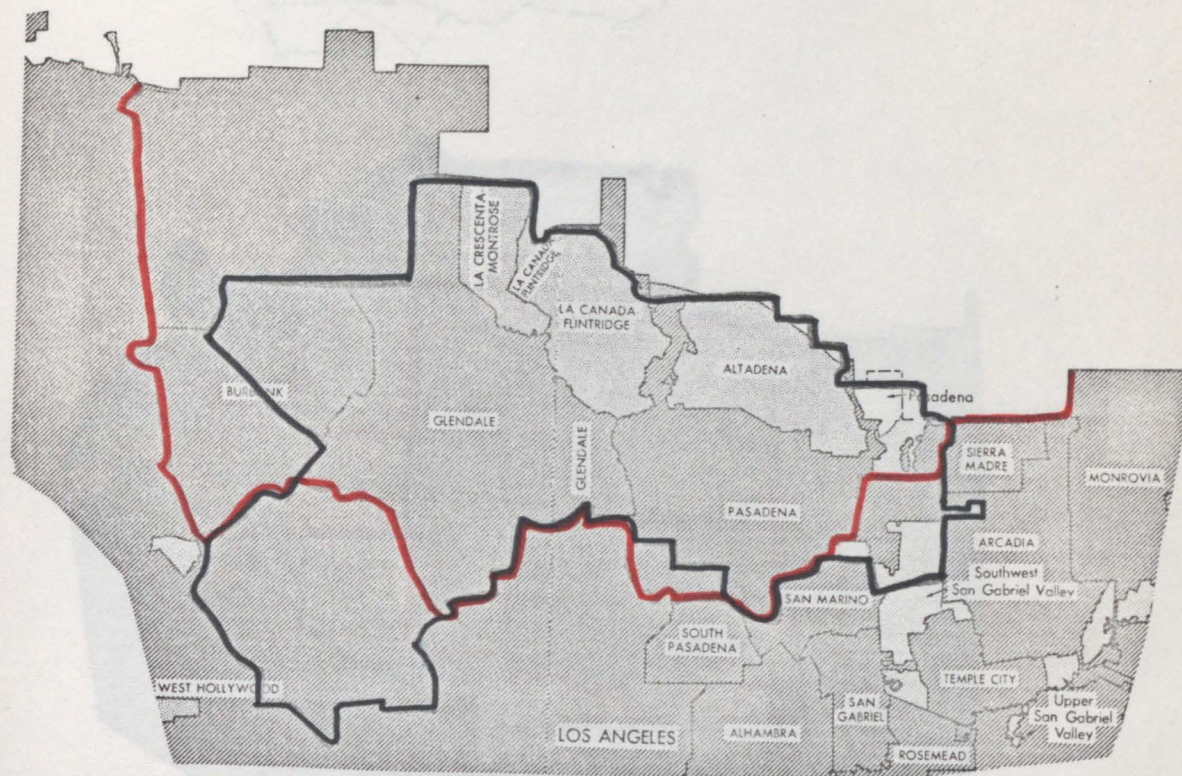 LA CRESCENTA-
MONTROSE
LA CANADA
FLINTRIDGE
LA CANADA
FLINTRIDGE
ALTADENA
BURBANK
Pasadena
GLENDALE
GLENDALE
SIERRA
MADRE
MONROVIA
PASADENA
ARCADIA
Southwest
San Gabriel Valley
SAN MARINO
SOUTH
PASADENA
WEST HOLLYWOOD
TEMPLE CITY
SAN
GABRIEL
Upper
San Gabriel
Valley
LOS ANGELES
ALHAMBRA
ROSEMEAD